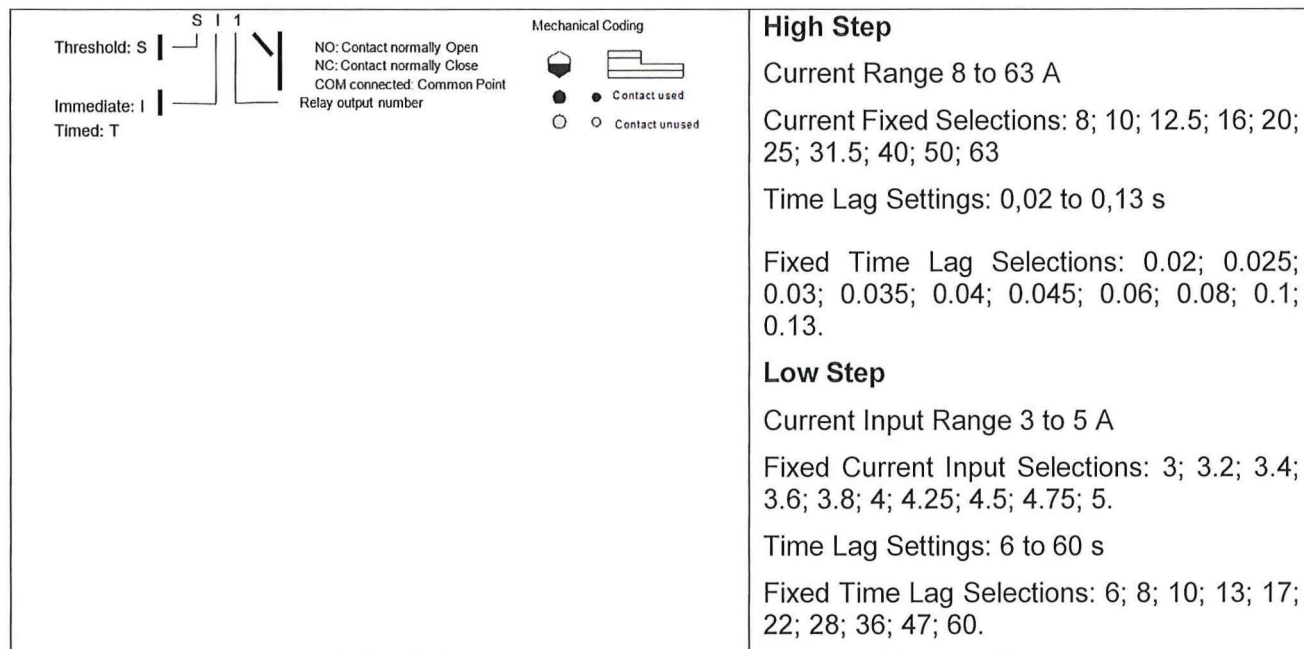 S I 1
Threshold: S
Immediate: I
Timed: T
NO: Contact normally Open
NC: Contact normally Close
COM connected: Common Point
Relay output number
Mechanical Coding
Contact used
Contact unused
High Step
Current Range 8 to 63 A
Current Fixed Selections: 8; 10; 12.5; 16; 20;
25; 31.5; 40; 50; 63
Time Lag Settings: 0,02 to 0,13 s
Fixed Time Lag Selections: 0.02; 0.025;
0.03; 0.035; 0.04; 0.045; 0.06; 0.08; 0.1;
0.13.
Low Step
Current Input Range 3 to 5 A
Fixed Current Input Selections: 3; 3.2; 3.4;
3.6; 3.8; 4; 4.25; 4.5; 4.75; 5.
Time Lag Settings: 6 to 60 s
Fixed Time Lag Selections: 6; 8; 10; 13; 17;
22; 28; 36; 47; 60.